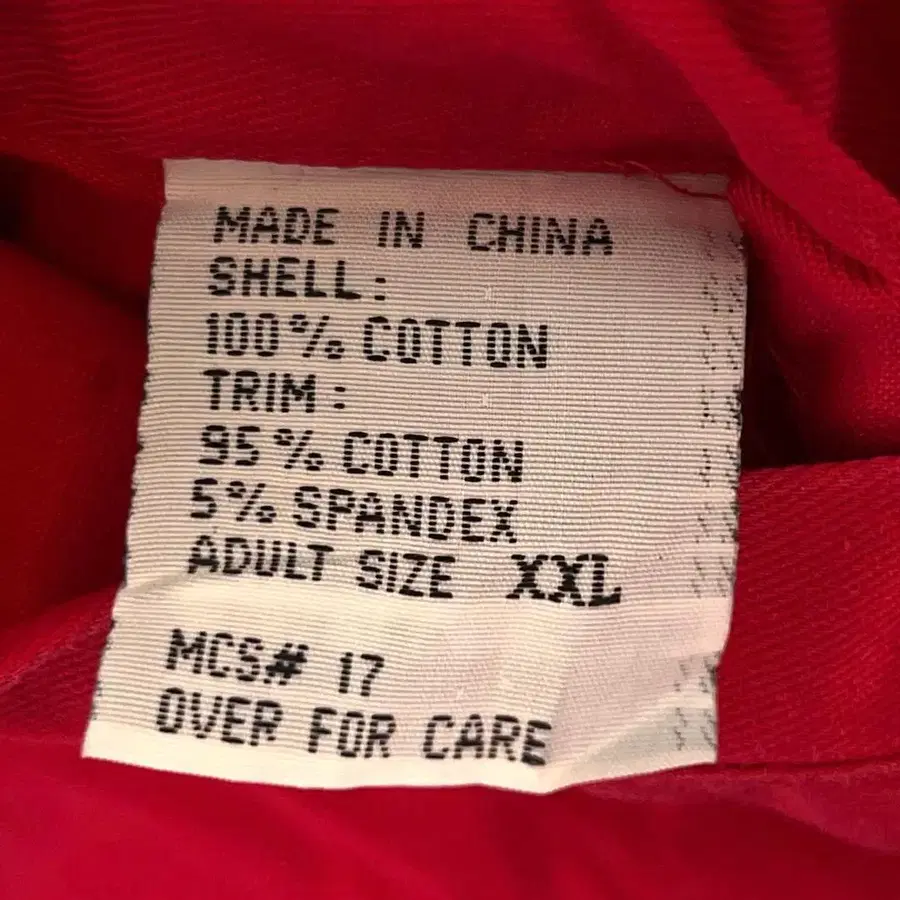 MADE IN CHINA
SHELL:
100% COTTON
TRIM:
95% COTTON
5% SPANDEX
ADULT SIZE XXL
MCS# 17
OVER FOR CARE